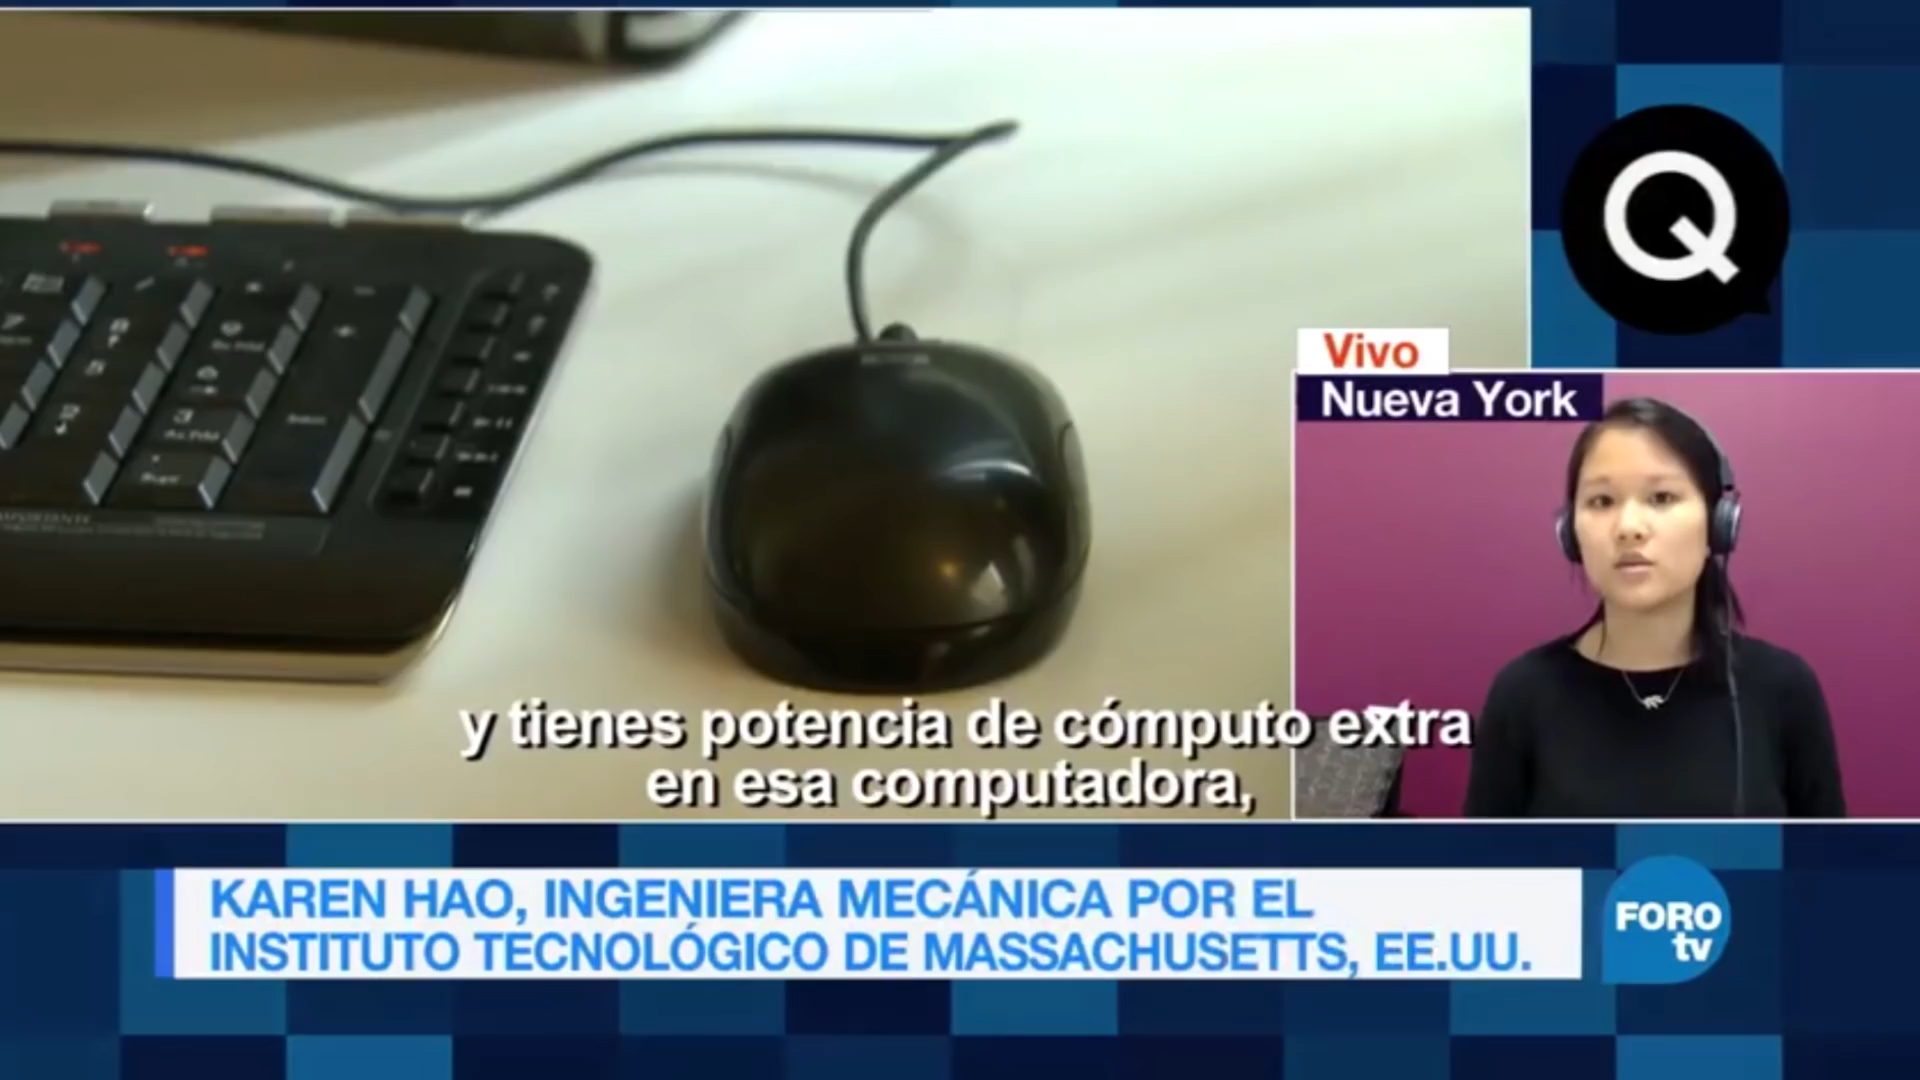 Q
Vivo
Nueva York
y tienes potencia de cómputo extra
en esa computadora,
KAREN HAO, INGENIERA MECÁNICA POR EL
INSTITUTO TECNOLÓGICO DE MASSACHUSETTS, EE.UU.
FORO
tv